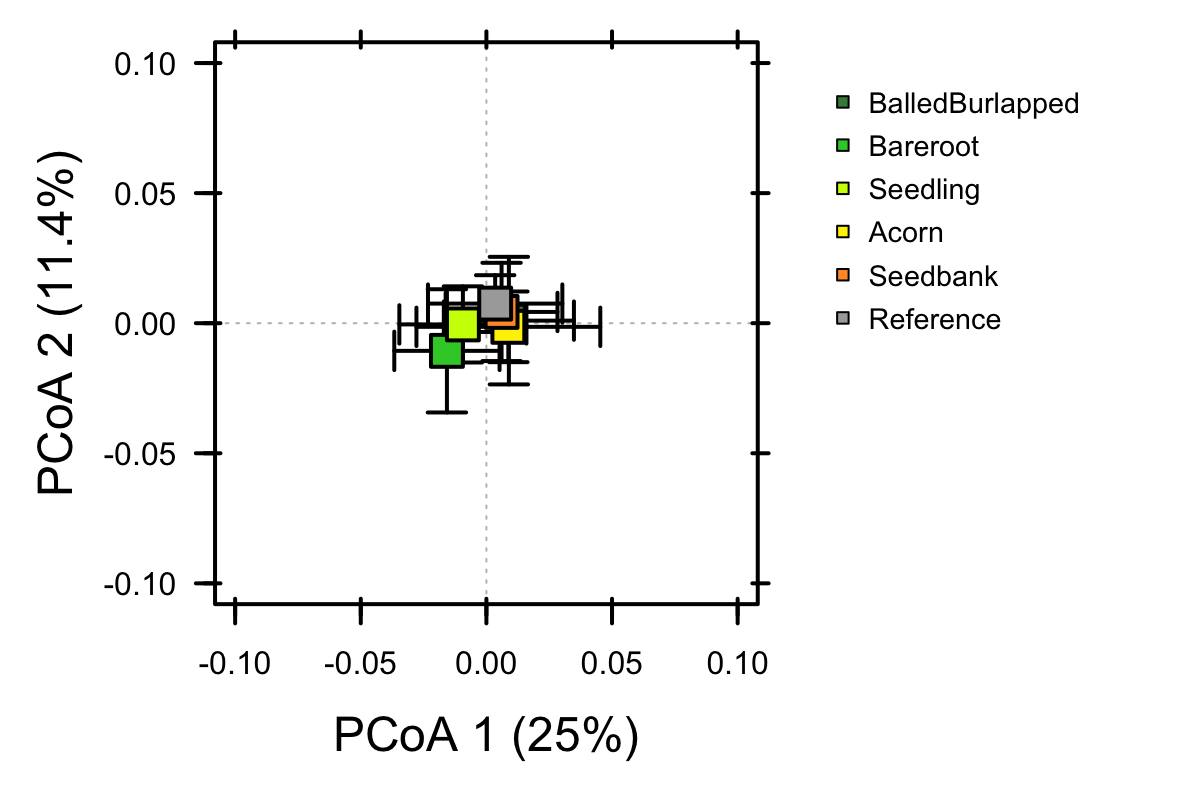 0.10
0.05
0.00
-0.05
-0.10
PCoA 2 (11.4%)
-0.10 -0.05 0.00 0.05 0.10
PCoA 1 (25%)
BalledBurlapped
Bareroot
Seedling
Acorn
Seedbank
Reference